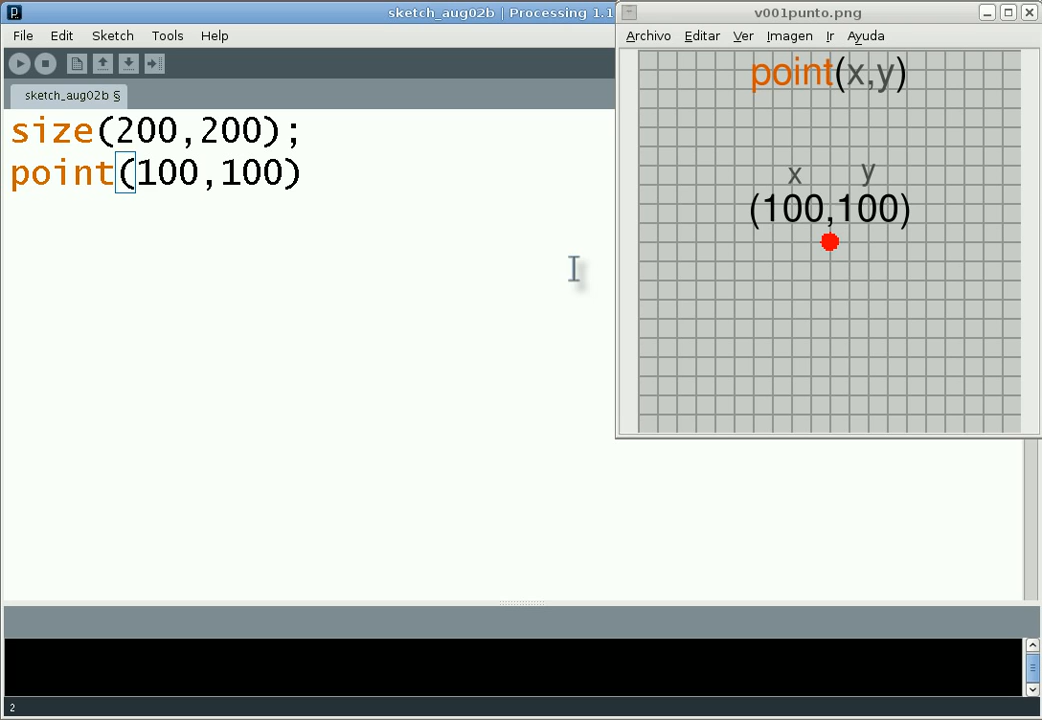 sketch_aug02b | Processing 1.1
File Edit Sketch Tools Help
sketch_aug02b §
size(200,200);
point(100,100)
2
v001punto.png
Archivo Editar Ver Imagen Ir Ayuda
point(x,y)
x y
(100,100)